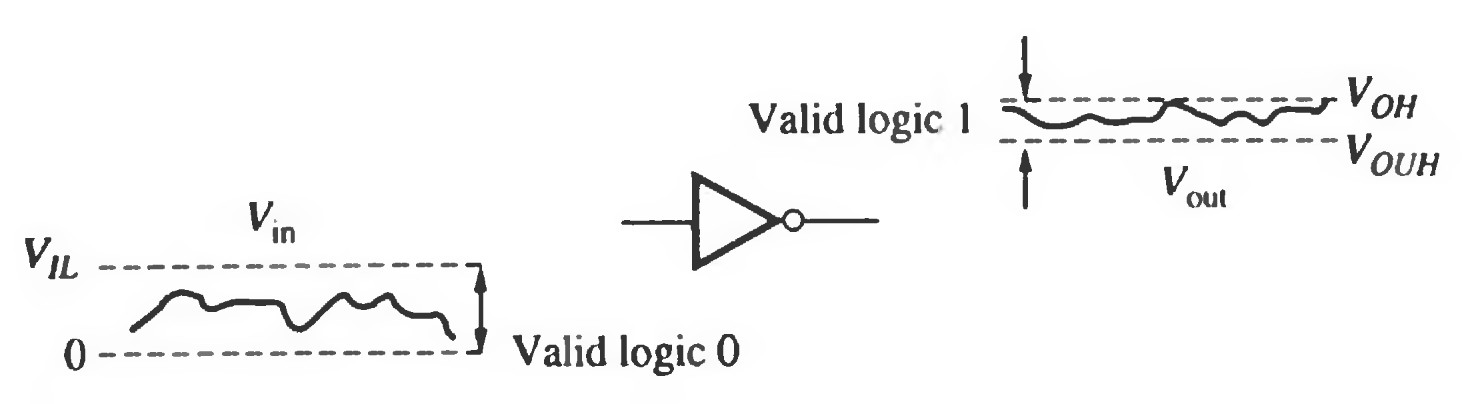 V_OH
Valid logic 1
V_OUH
V_out
V_in
V_IL
0
Valid logic 0